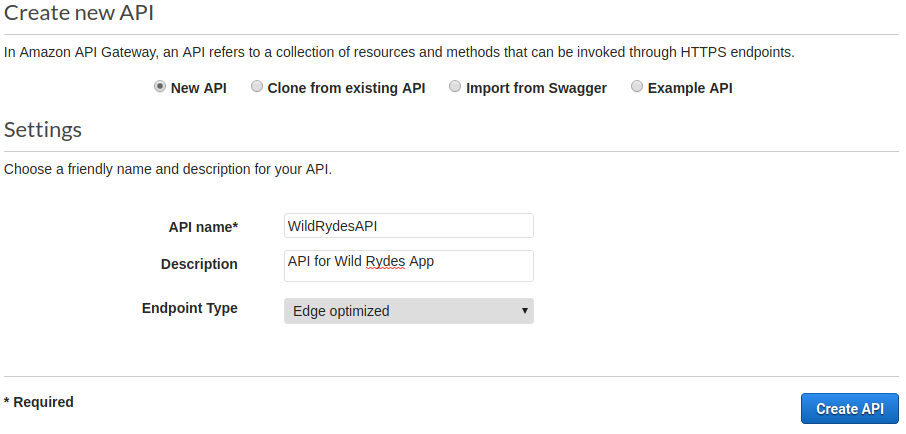 Create new API
In Amazon API Gateway, an API refers to a collection of resources and methods that can be invoked through HTTPS endpoints.
New API Clone from existing API Import from Swagger Example API
Settings
Choose a friendly name and description for your API.
API name* WildRydesAPI
Description API for Wild Rydes App
Endpoint Type Edge optimized
* Required Create API